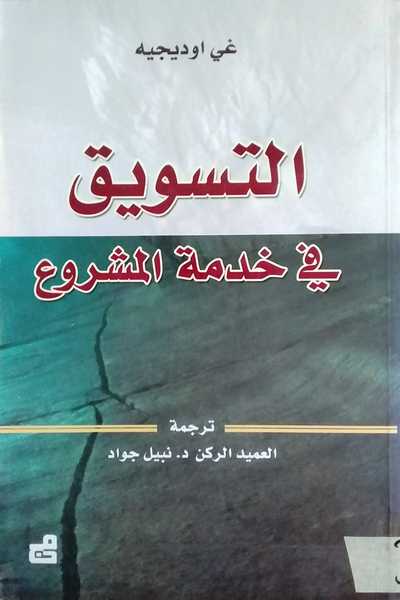 غي اوديجيه
التسويق
في خدمة المشروع
ترجمة
العميد الركن د. نبيل جواد